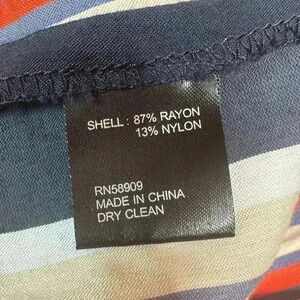 SHELL : 87% RAYON
13% NYLON
RN58909
MADE IN CHINA
DRY CLEAN